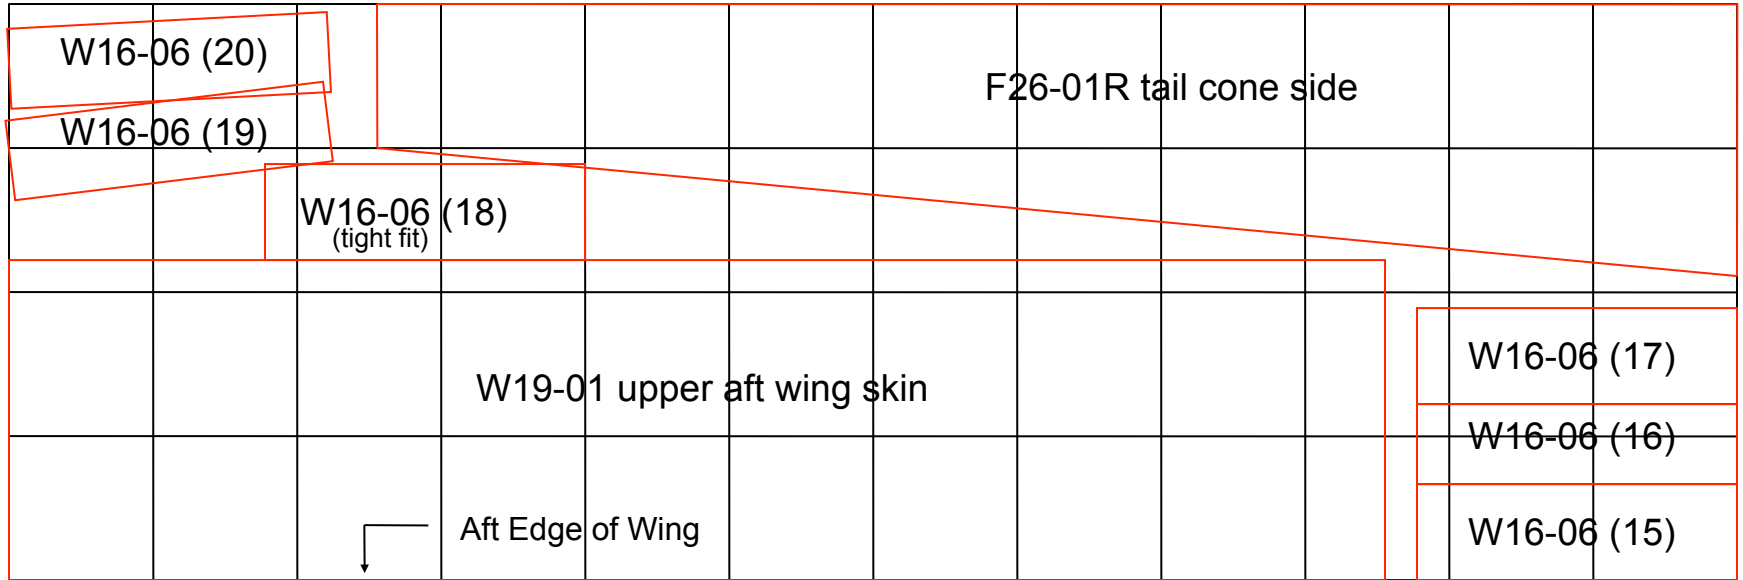 W16-06 (20)
F26-01R tail cone side
W16-06 (19)
W16-06 (18)
(tight fit)
W16-06 (17)
W19-01 upper aft wing skin
W16-06 (16)
Aft Edge of Wing
W16-06 (15)